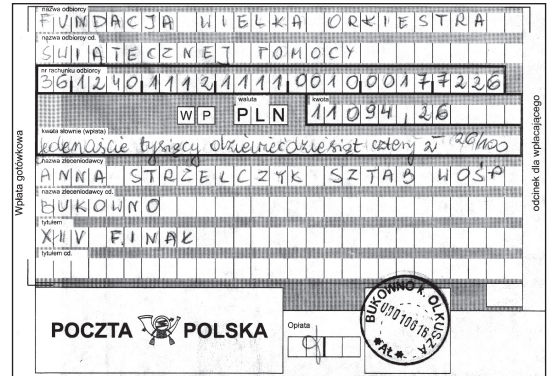 nazwa odbiorcy
FUNDACJA WIELKA ORKIESTRA
nazwa odbiorcy cd.
ŚWIĄTECZNEJ POMOCY
nr rachunku odbiorcy
36124011121111001000177226
waluta
kwota
WP PLN 11094,26
kwota słownie (wpłata)
jedenaście tysięcy dziewięćdziesiąt cztery zł 26/100
nazwa zleceniodawcy
ANNA STRZELCZYK SZTAB WOŚP
nazwa zleceniodawcy cd.
BUKOWNO
tytułem
XIV FINAŁ
tytułem cd.
Wpłata gotówkowa
odcinek dla wpłacającego
POCZTA POLSKA
Opłata
BUKOWNO K. OLKUSZA